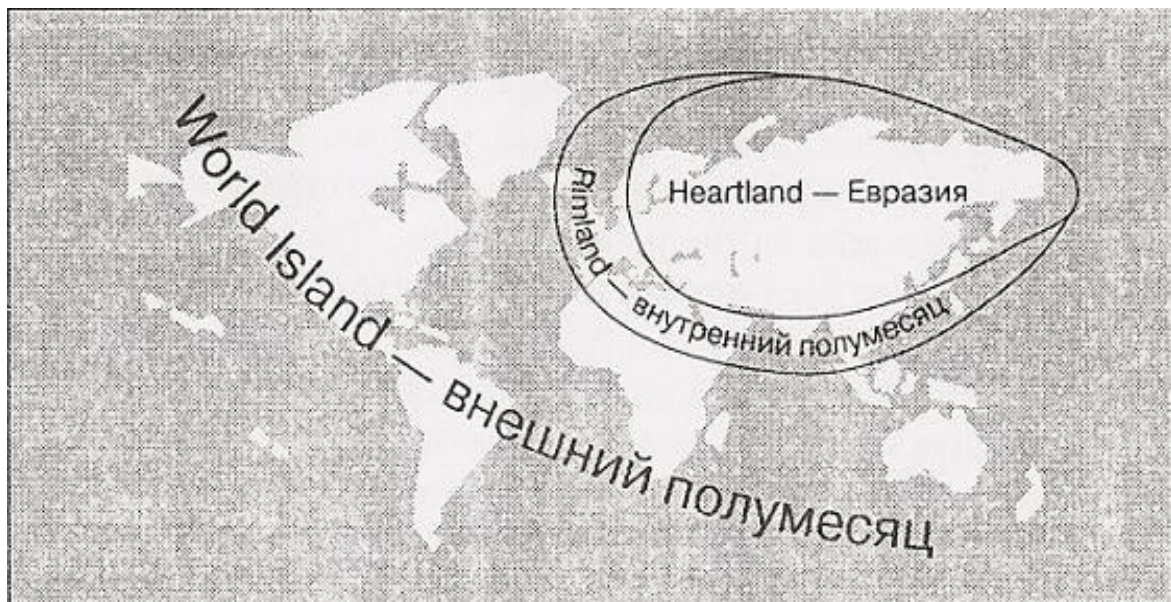 World Island — внешний полумесяц
Rimland — внутренний полумесяц
Heartland — Евразия